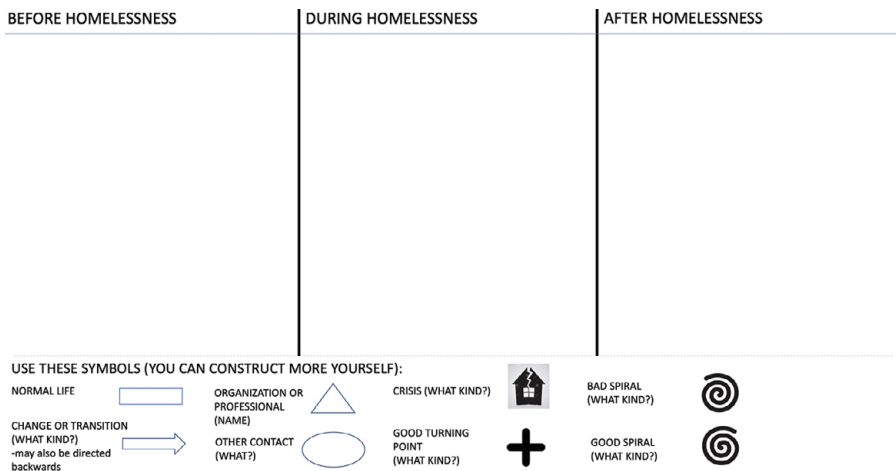 BEFORE HOMELESSNESS
DURING HOMELESSNESS
AFTER HOMELESSNESS
USE THESE SYMBOLS (YOU CAN CONSTRUCT MORE YOURSELF):
NORMAL LIFE
CHANGE OR TRANSITION
(WHAT KIND?)
-may also be directed
backwards
ORGANIZATION OR
PROFESSIONAL
(NAME)
OTHER CONTACT
(WHAT?)
CRISIS (WHAT KIND?)
GOOD TURNING
POINT
(WHAT KIND?)
BAD SPIRAL
(WHAT KIND?)
GOOD SPIRAL
(WHAT KIND?)